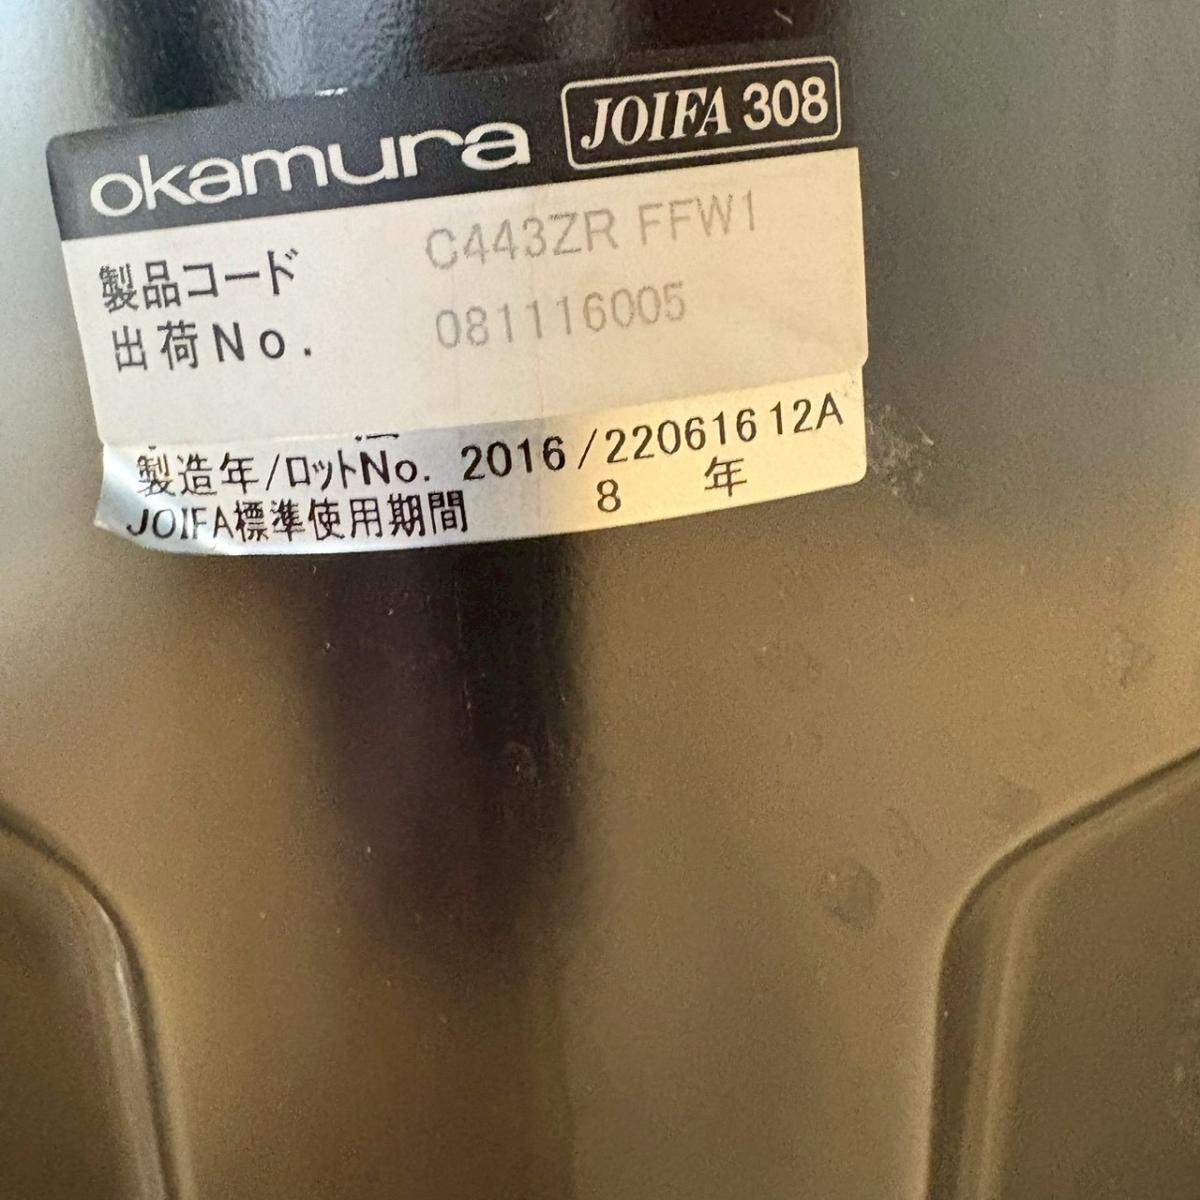 okamura JOIFA 308
製品コード C443ZR FFW1
出荷No. 081116005
製造年/ロットNo. 2016/22061612A
JOIFA標準使用期間 8 年